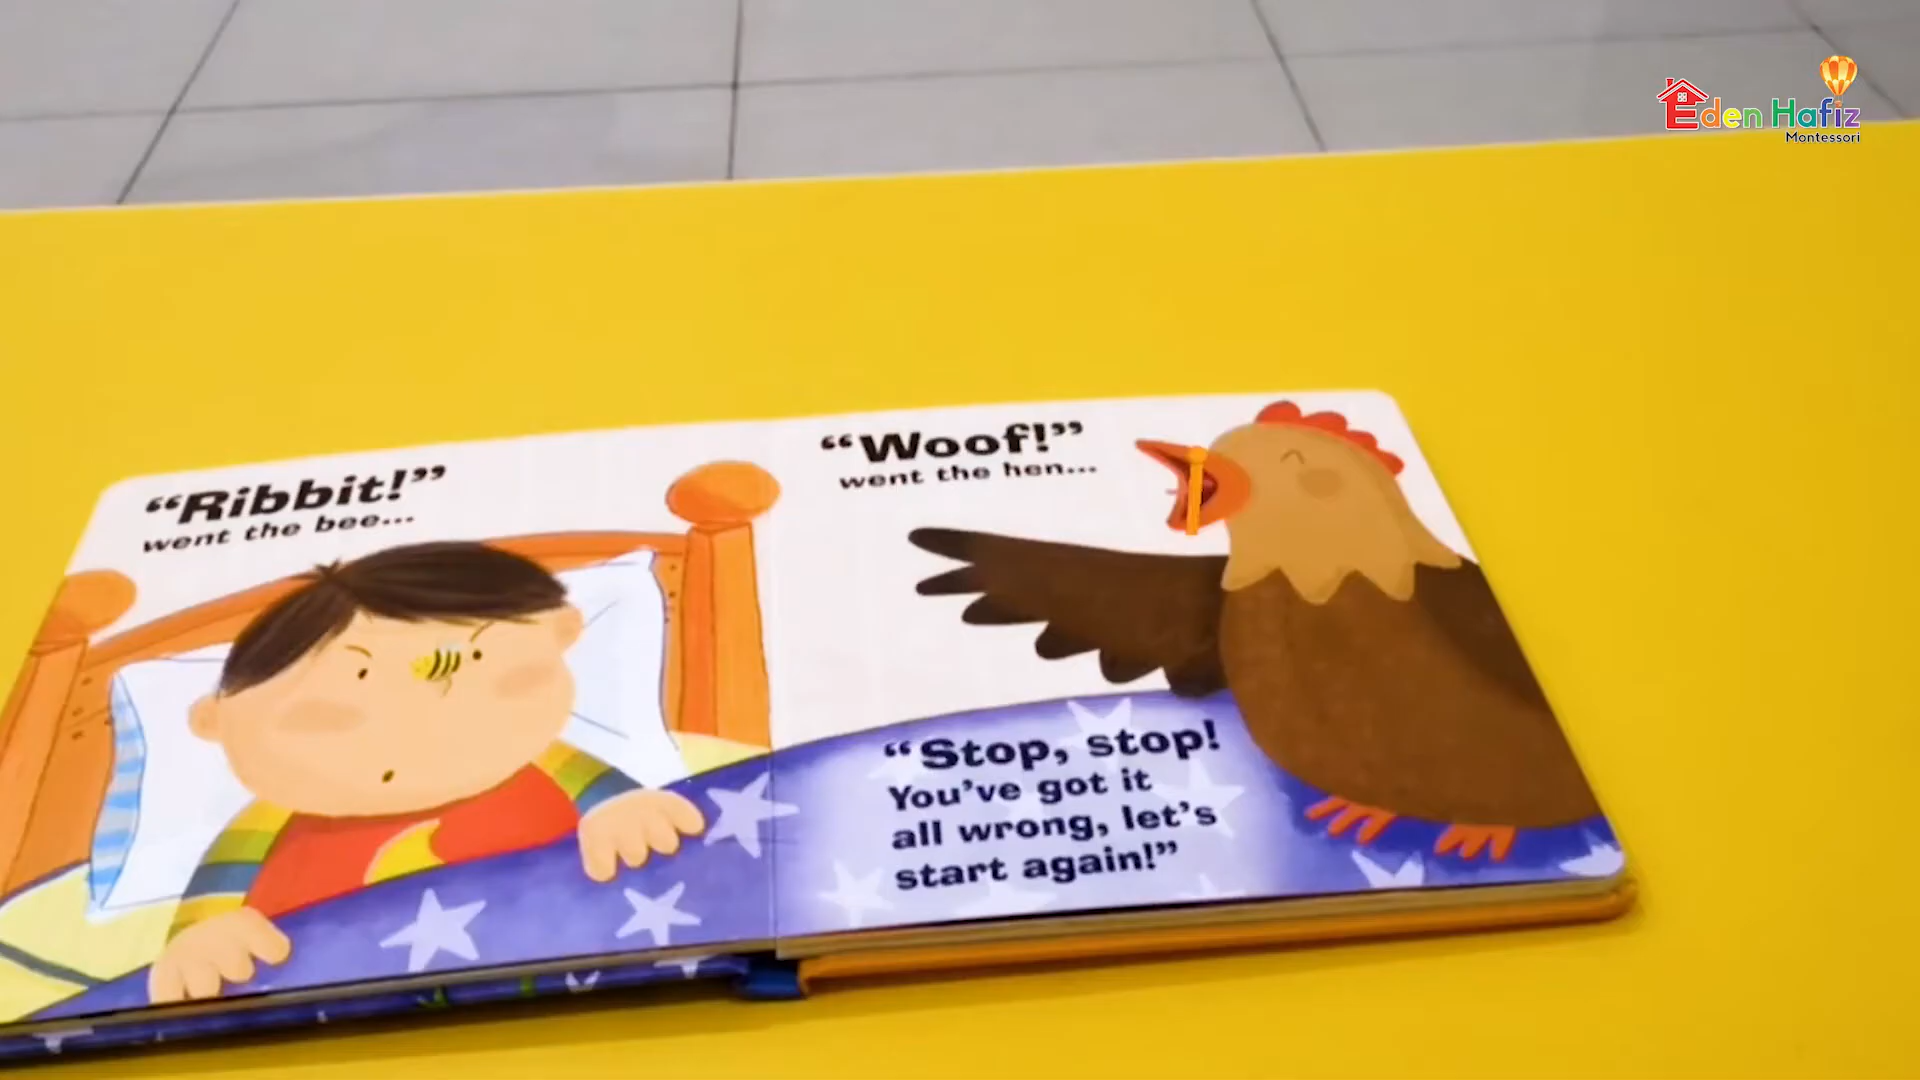 Eden Hafiz
Montessori
“Ribbit!”
went the bee...
“Woof!”
went the hen...
“Stop, stop!
You’ve got it
all wrong, let’s
start again!”